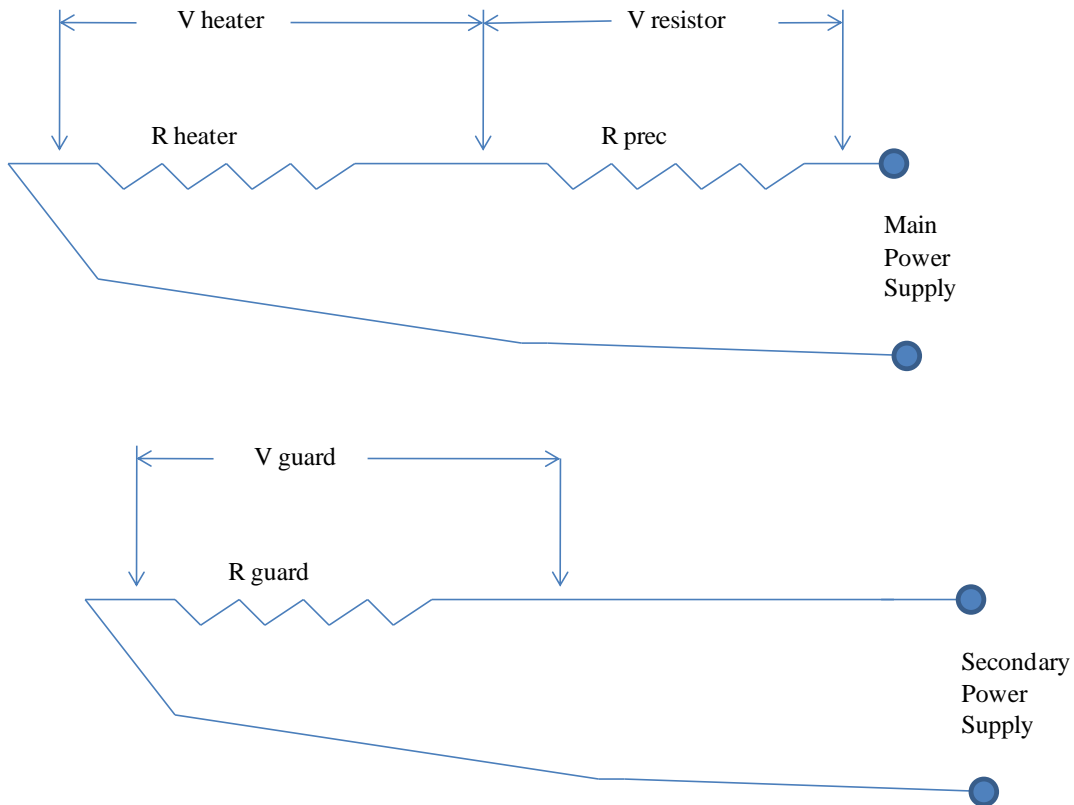 V heater
V resistor
R heater
R prec
Main
Power
Supply
V guard
R guard
Secondary
Power
Supply